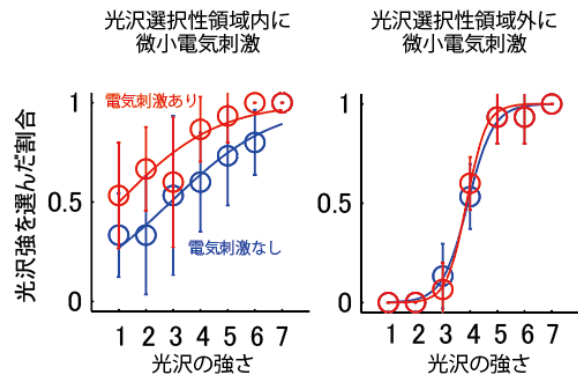 光沢選択性領域内に
微小電気刺激
光沢選択性領域外に
微小電気刺激
光沢強を選んだ割合
1
0.5
0
電気刺激あり
電気刺激なし
1 2 3 4 5 6 7
光沢の強さ
1
0.5
0
1 2 3 4 5 6 7
光沢の強さ